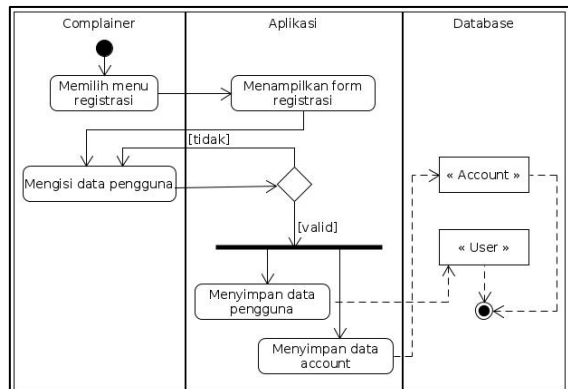 Complainer
Aplikasi
Database
Memilih menu
registrasi
Menampilkan form
registrasi
[tidak]
Mengisi data pengguna
« Account »
[valid]
« User »
Menyimpan data
pengguna
Menyimpan data
account